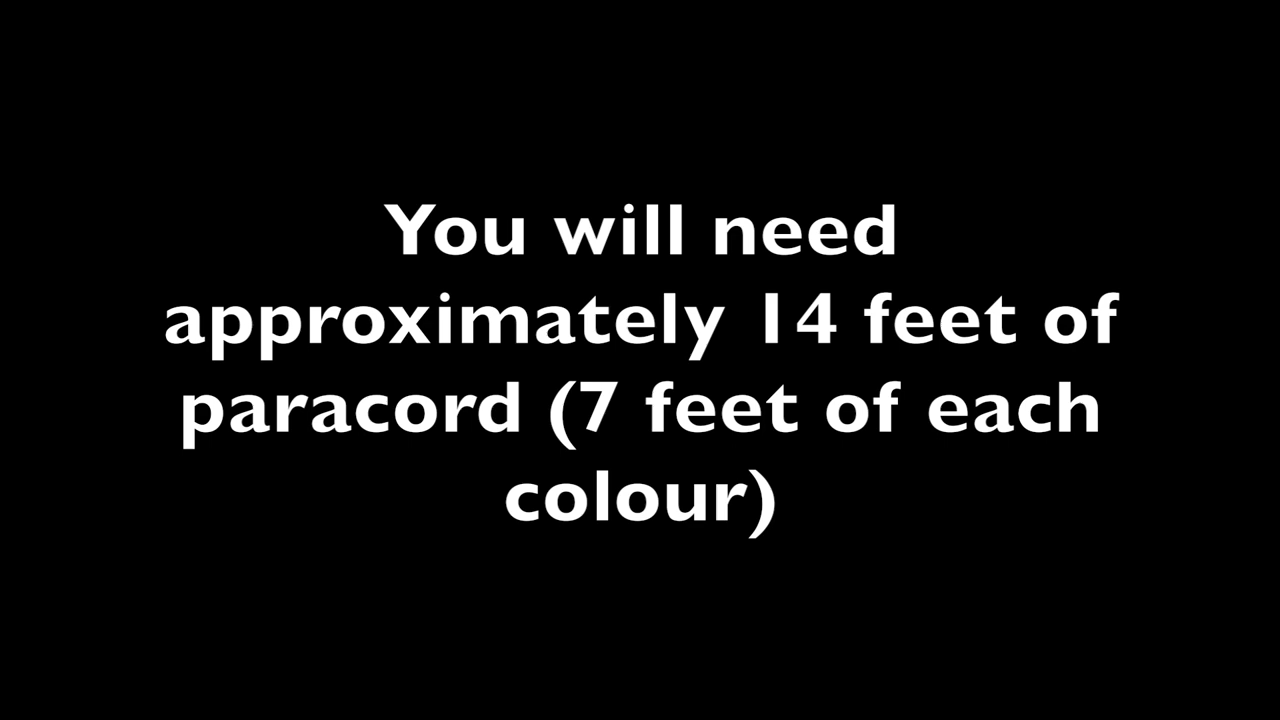 You will need
approximately 14 feet of
paracord (7 feet of each
colour)